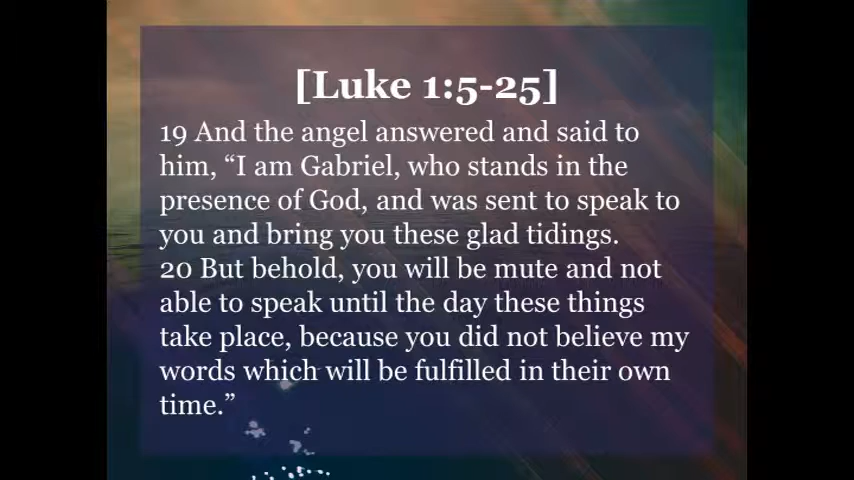 [Luke 1:5-25]
19 And the angel answered and said to
him, “I am Gabriel, who stands in the
presence of God, and was sent to speak to
you and bring you these glad tidings.
20 But behold, you will be mute and not
able to speak until the day these things
take place, because you did not believe my
words which will be fulfilled in their own
time.”